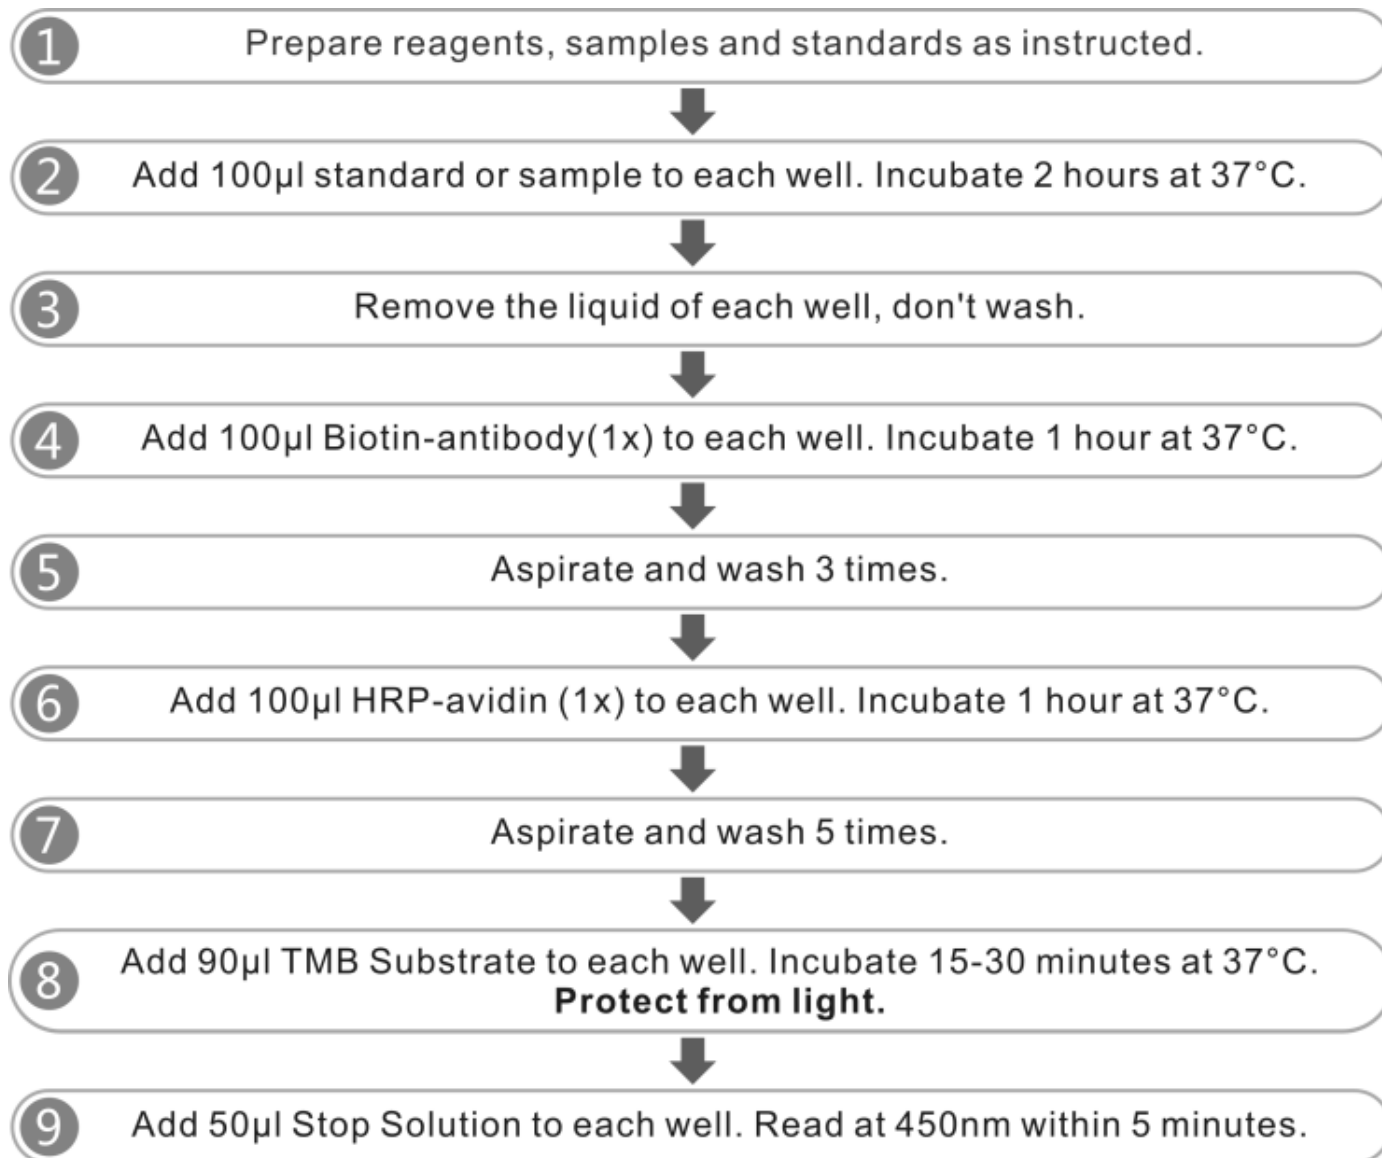 1 Prepare reagents, samples and standards as instructed.
2 Add 100µl standard or sample to each well. Incubate 2 hours at 37°C.
3 Remove the liquid of each well, don't wash.
4 Add 100µl Biotin-antibody(1x) to each well. Incubate 1 hour at 37°C.
5 Aspirate and wash 3 times.
6 Add 100µl HRP-avidin (1x) to each well. Incubate 1 hour at 37°C.
7 Aspirate and wash 5 times.
8 Add 90µl TMB Substrate to each well. Incubate 15-30 minutes at 37°C.
Protect from light.
9 Add 50µl Stop Solution to each well. Read at 450nm within 5 minutes.